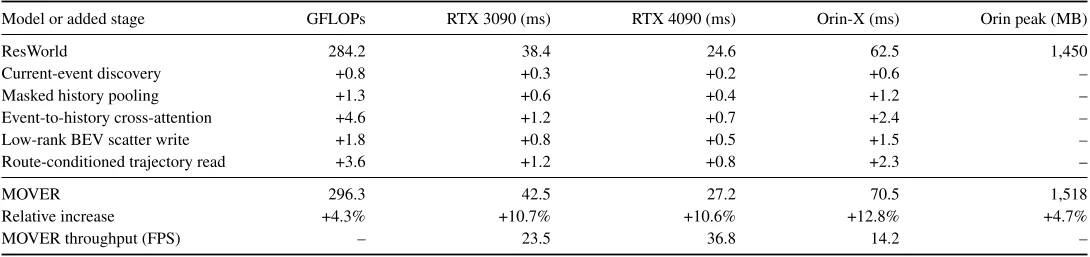 Model or added stage GFLOPs RTX 3090 (ms) RTX 4090 (ms) Orin-X (ms) Orin peak (MB)
ResWorld 284.2 38.4 24.6 62.5 1,450
Current-event discovery +0.8 +0.3 +0.2 +0.6 –
Masked history pooling +1.3 +0.6 +0.4 +1.2 –
Event-to-history cross-attention +4.6 +1.2 +0.7 +2.4 –
Low-rank BEV scatter write +1.8 +0.8 +0.5 +1.5 –
Route-conditioned trajectory read +3.6 +1.2 +0.8 +2.3 –
MOVER 296.3 42.5 27.2 70.5 1,518
Relative increase +4.3% +10.7% +10.6% +12.8% +4.7%
MOVER throughput (FPS) – 23.5 36.8 14.2 –